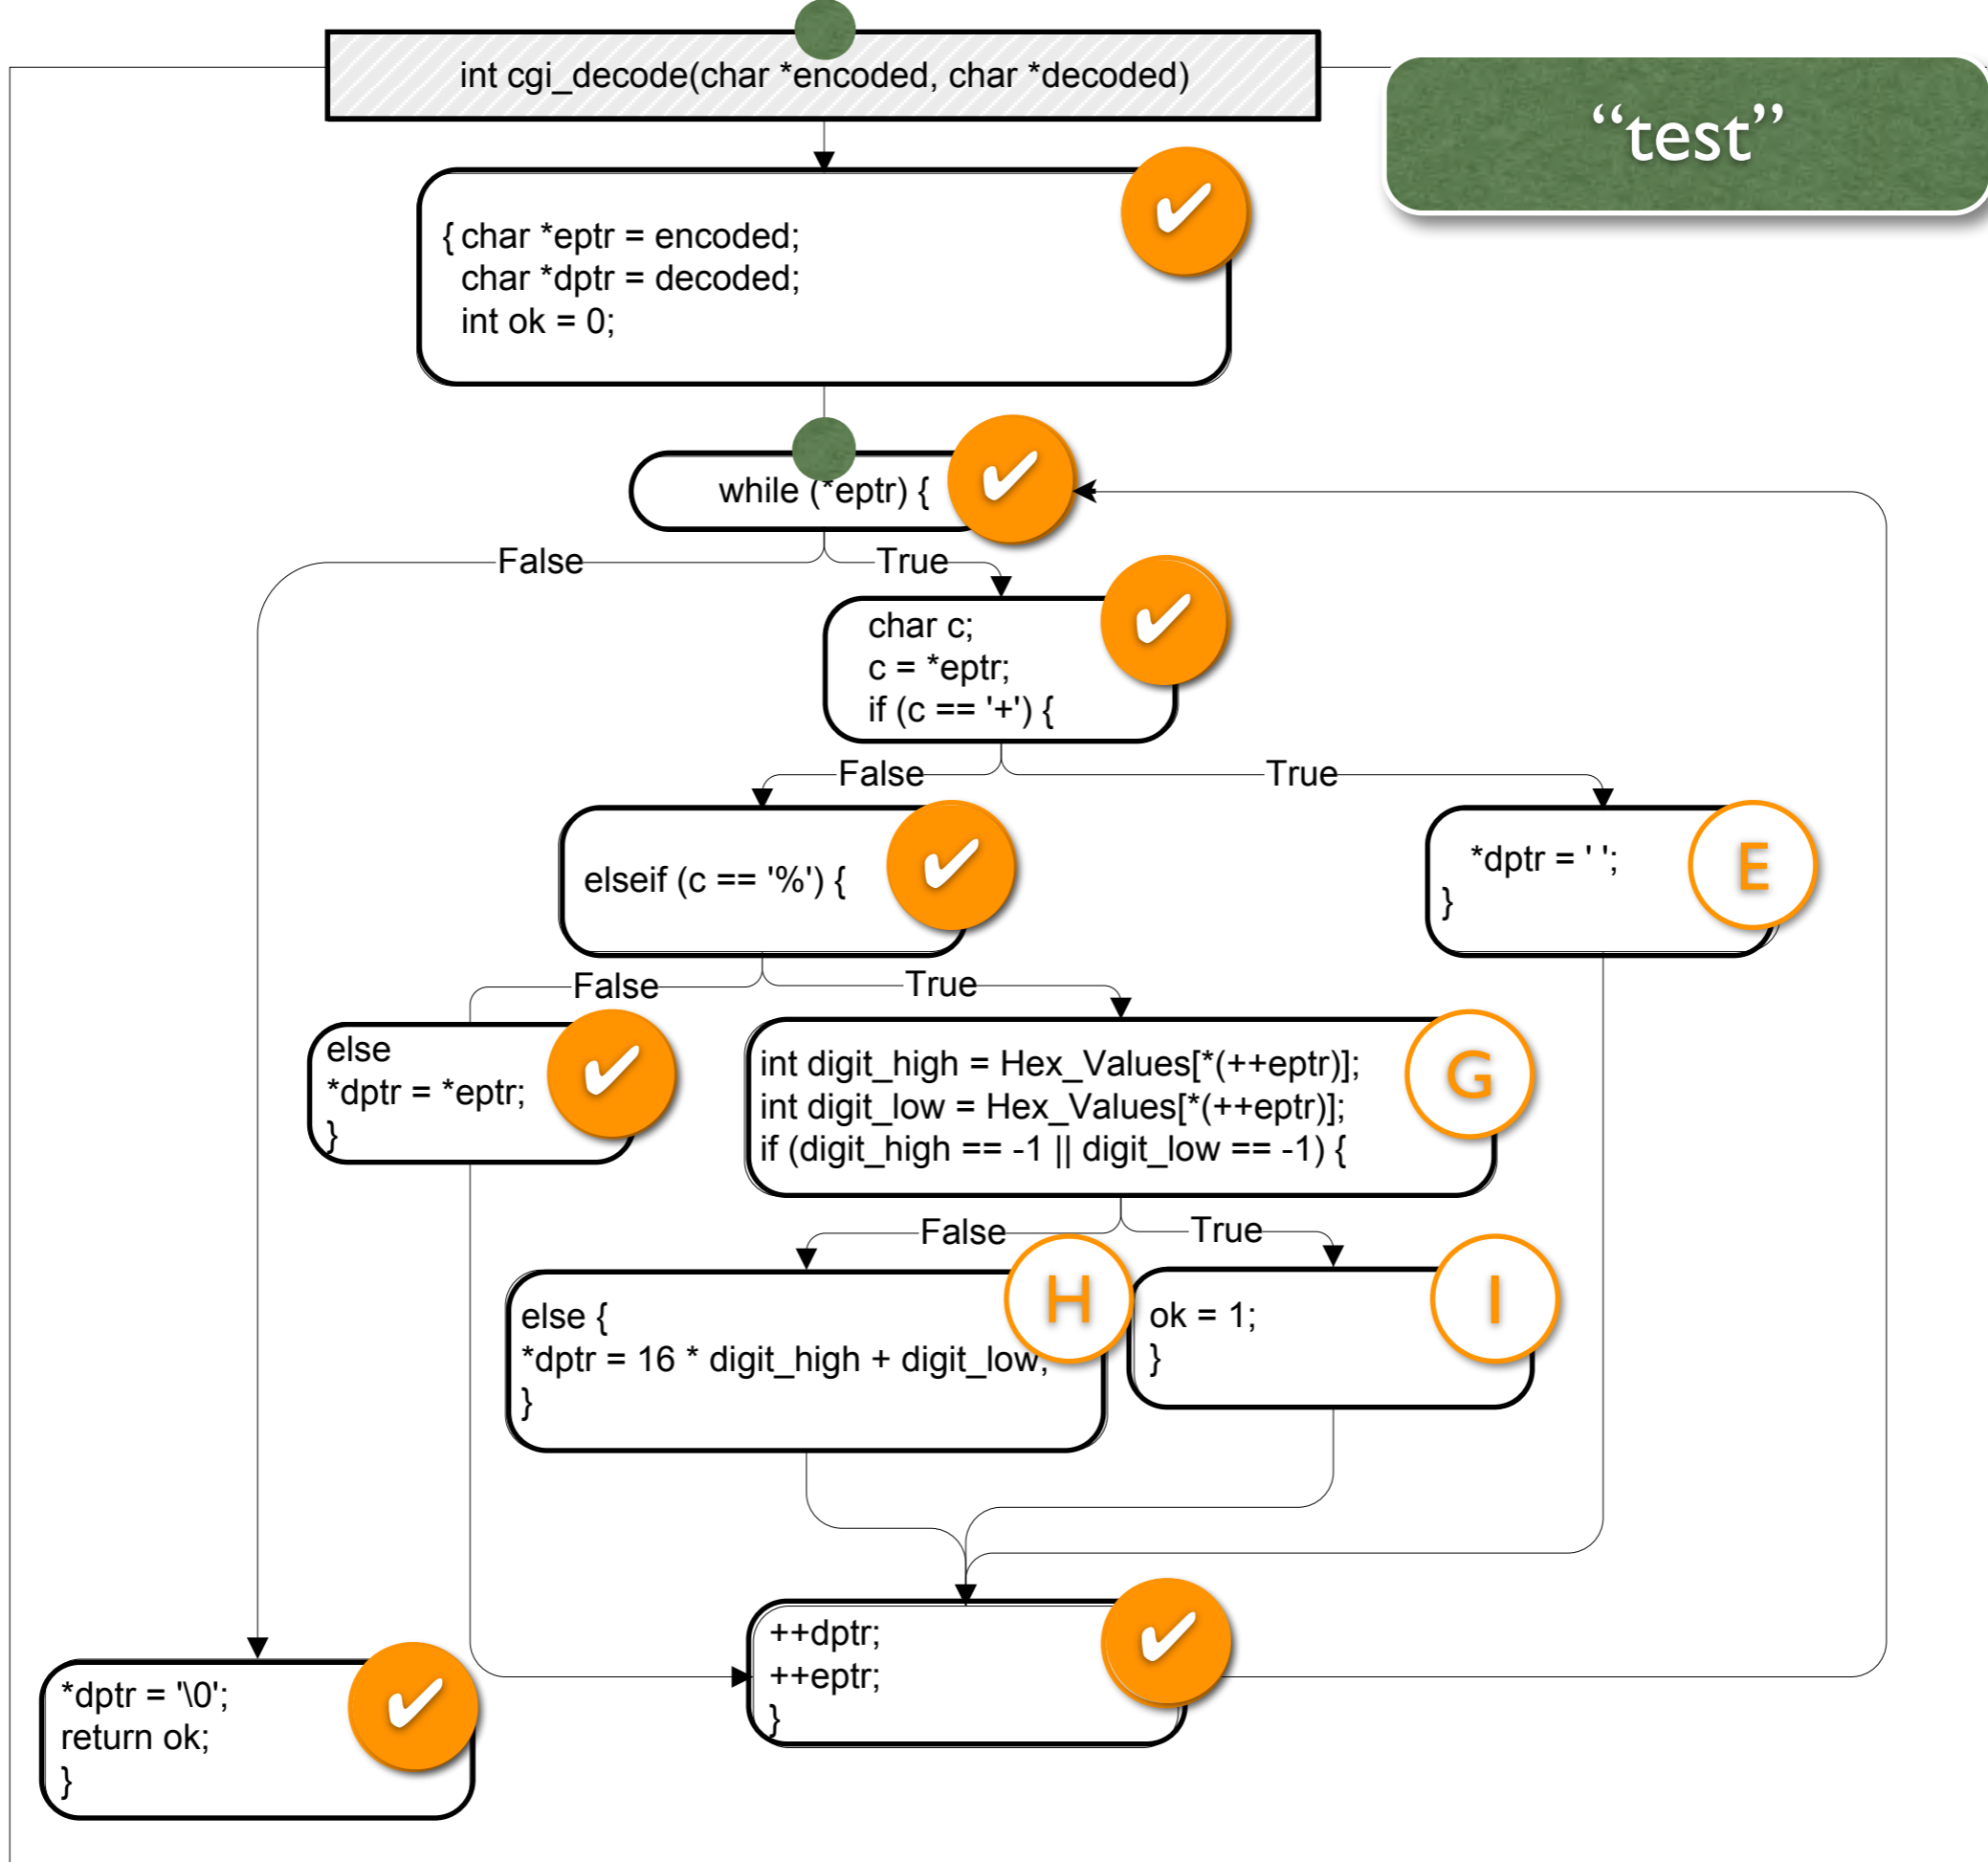 int cgi_decode(char *encoded, char *decoded)
“test”
{ char *eptr = encoded;
char *dptr = decoded;
int ok = 0;
while (*eptr) {
False
True
char c;
c = *eptr;
if (c == '+') {
False
True
elseif (c == '%') {
*dptr = ' ';
}
E
False
True
else
*dptr = *eptr;
}
int digit_high = Hex_Values[*(++eptr)];
int digit_low = Hex_Values[*(++eptr)];
if (digit_high == -1 || digit_low == -1) {
G
False
True
else {
*dptr = 16 * digit_high + digit_low;
}
H
ok = 1;
}
I
++dptr;
++eptr;
}
*dptr = '\0';
return ok;
}